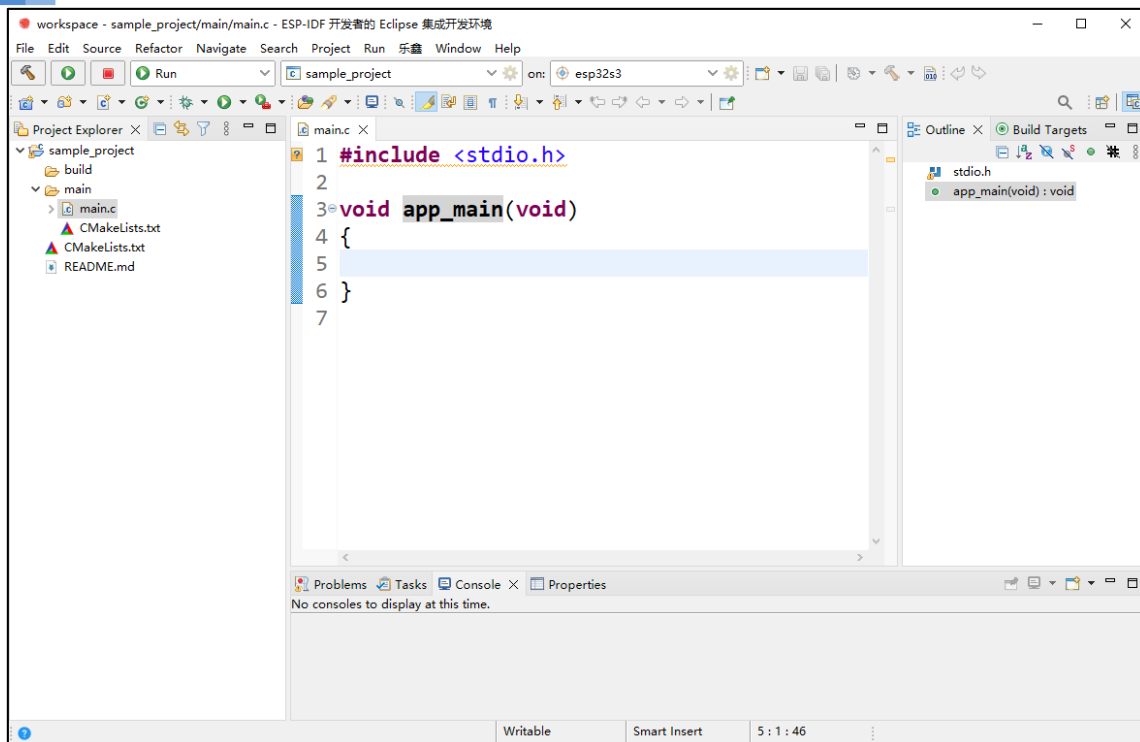 workspace - sample_project/main/main.c - ESP-IDF 开发者的 Eclipse 集成开发环境
File Edit Source Refactor Navigate Search Project Run 乐鑫 Window Help
Run sample_project on: esp32s3
Project Explorer
sample_project
build
main
main.c
CMakeLists.txt
CMakeLists.txt
README.md
main.c
1 #include <stdio.h>
2
3 void app_main(void)
4 {
5
6 }
7
Outline Build Targets
stdio.h
app_main(void) : void
Problems Tasks Console Properties
No consoles to display at this time.
Writable Smart Insert 5 : 1 : 46